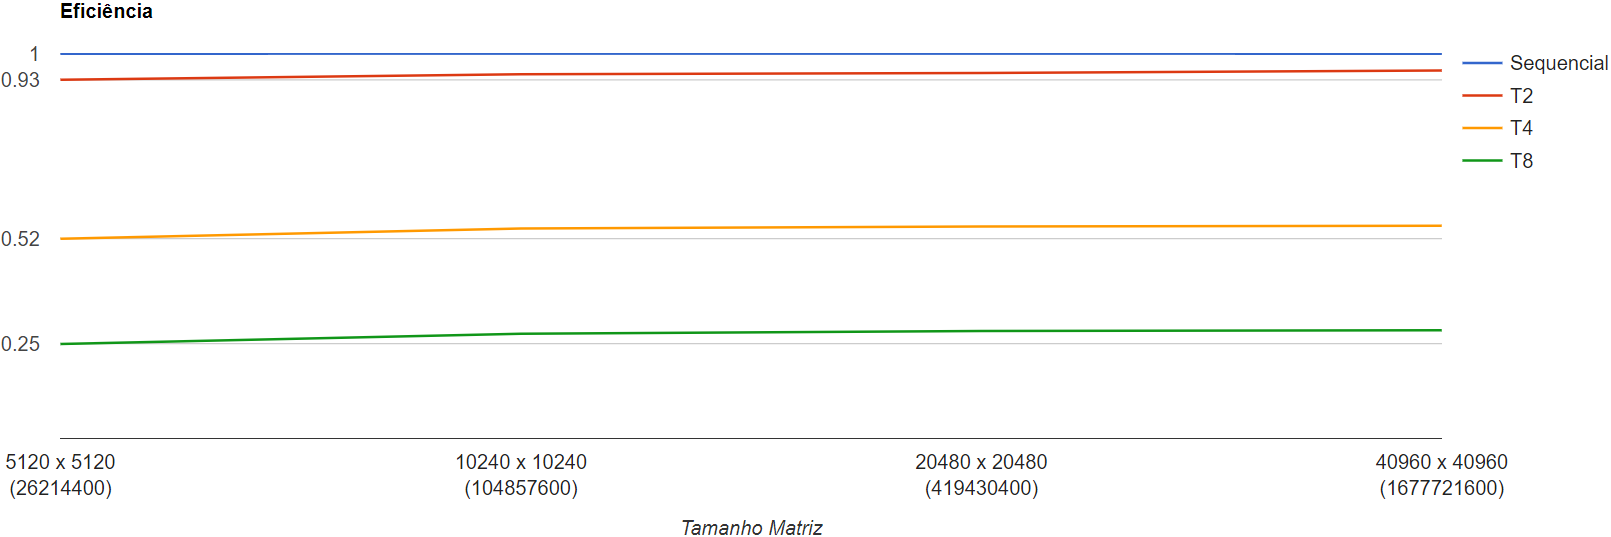 Eficiência
1
0.93
0.52
0.25
Sequencial
T2
T4
T8
5120 x 5120
(26214400)
10240 x 10240
(104857600)
20480 x 20480
(419430400)
40960 x 40960
(1677721600)
Tamanho Matriz